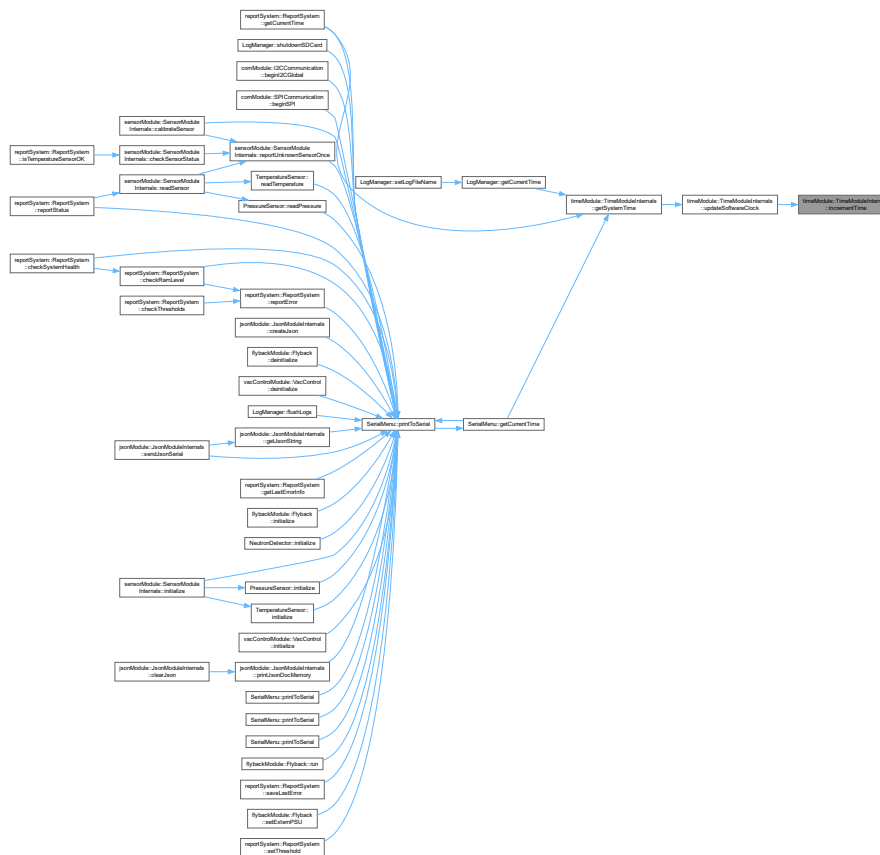 reportSystem::ReportSystem
::getCurrentTime
LogManager::shutdownSDCard
comModule::I2CCommunication
::beginI2CGlobal
comModule::SPICommunication
::beginSPI
sensorModule::SensorModule
Internals::calibrateSensor
sensorModule::SensorModule
Internals::reportUnknownSensorOnce
reportSystem::ReportSystem
::isTemperatureSensorOK
sensorModule::SensorModule
Internals::checkSensorStatus
sensorModule::SensorModule
Internals::readSensor
TemperatureSensor::
readTemperature
LogManager::setLogFileName
LogManager::getCurrentTime
reportSystem::ReportSystem
::reportStatus
PressureSensor::readPressure
timeModule::TimeModuleInternals
::getSystemTime
timeModule::TimeModuleInternals
::updateSoftwareClock
timeModule::TimeModuleInter
::incrementTime
reportSystem::ReportSystem
::checkSystemHealth
reportSystem::ReportSystem
::checkRamLevel
reportSystem::ReportSystem
::checkThresholds
reportSystem::ReportSystem
::reportError
jsonModule::JsonModuleInternals
::createJson
flybackModule::Flyback
::deinitialize
vacControlModule::VacControl
::deinitialize
LogManager::flushLogs
SerialMenu::printToSerial
SerialMenu::getCurrentTime
jsonModule::JsonModuleInternals
::getJsonString
jsonModule::JsonModuleInternals
::sendJsonSerial
reportSystem::ReportSystem
::getLastErrorInfo
flybackModule::Flyback
::initialize
NeutronDetector::initialize
sensorModule::SensorModule
Internals::initialize
PressureSensor::initialize
TemperatureSensor::
initialize
vacControlModule::VacControl
::initialize
jsonModule::JsonModuleInternals
::clearJson
jsonModule::JsonModuleInternals
::printJsonDocMemory
SerialMenu::printToSerial
SerialMenu::printToSerial
SerialMenu::printToSerial
flybackModule::Flyback::run
reportSystem::ReportSystem
::saveLastError
flybackModule::Flyback
::setExternPSU
reportSystem::ReportSystem
::setThreshold